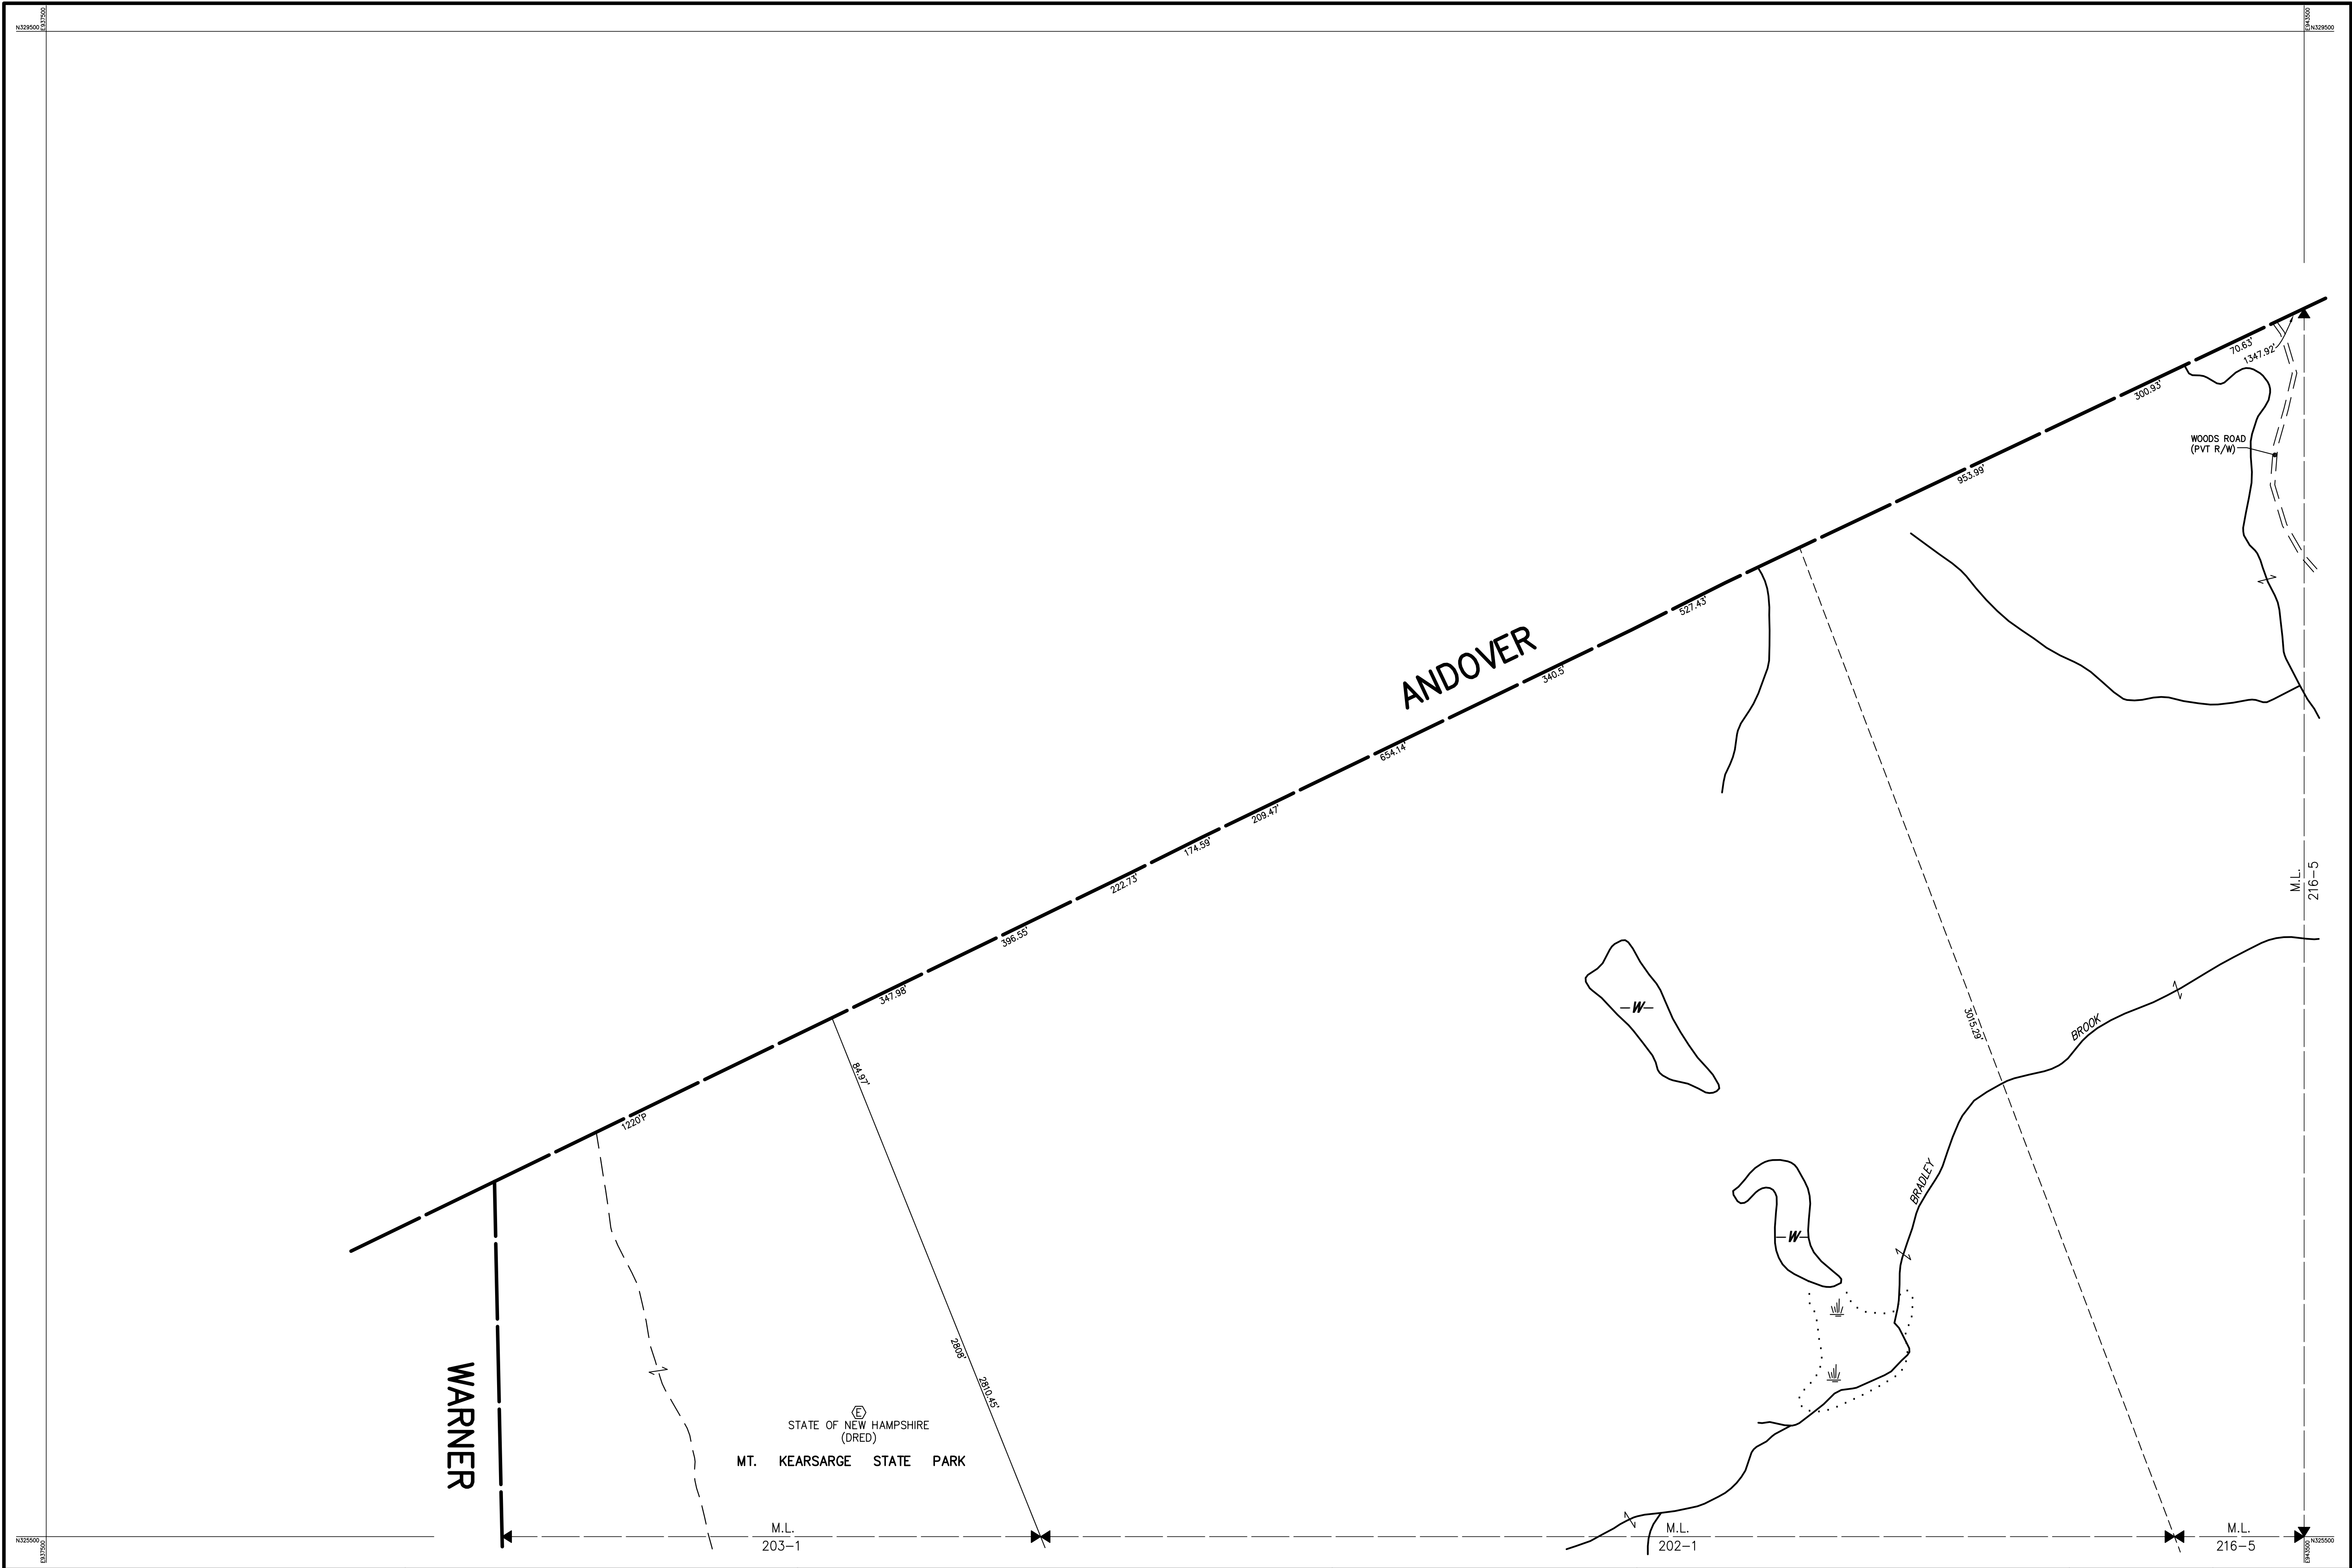 E937500
N329500
E943500
N329500
70.63'
1347.92'
300.93'
WOODS ROAD
(PVT R/W)
953.99'
527.43'
ANDOVER
340.5'
654.14'
209.47'
174.59'
222.73'
396.55'
347.98'
M.L.
216-5
-W-
3015.29'
BROOK
84.97'
1220'P
BRADLEY
-W-
2808'
2810.45'
WARNER
E
STATE OF NEW HAMPSHIRE
(DRED)
MT. KEARSARGE STATE PARK
M.L.
203-1
M.L.
202-1
M.L.
216-5
N325500
E937500
N325500
E943500